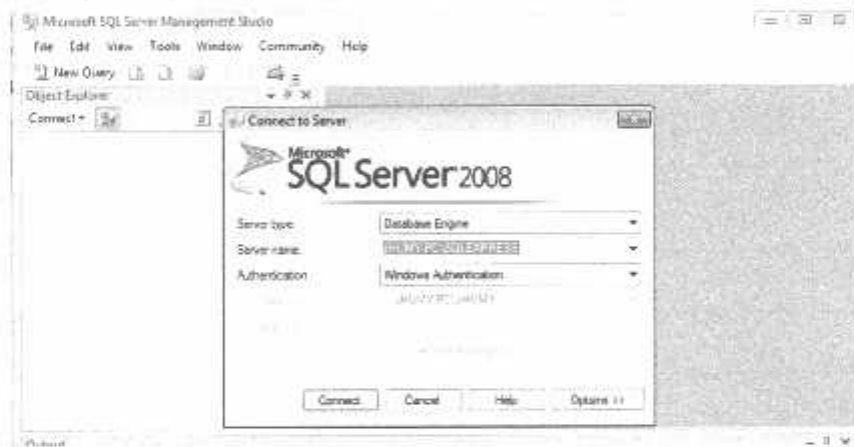 Microsoft SQL Server Management Studio
File Edit View Tools Window Community Help
New Query
Object Explorer
Connect
Connect to Server
Microsoft
SQL Server 2008
Server type: Database Engine
Server name:
Authentication Windows Authentication
Connect Cancel Help Options >>
Output